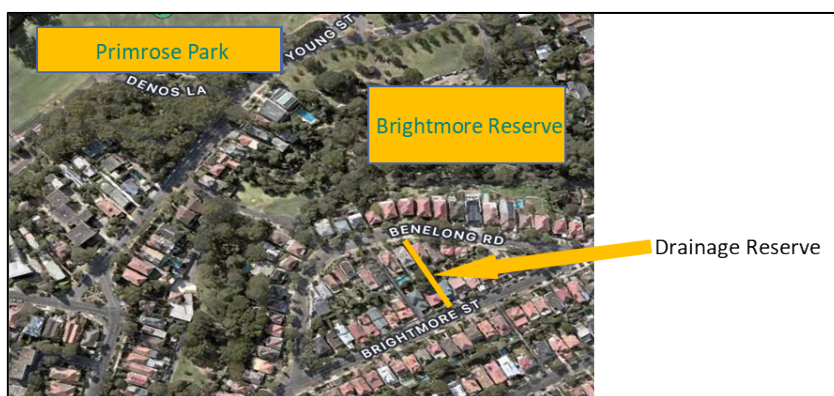 Primrose Park
YOUNG ST
DENOS LA
Brightmore Reserve
BENELONG RD
Drainage Reserve
BRIGHTMORE ST